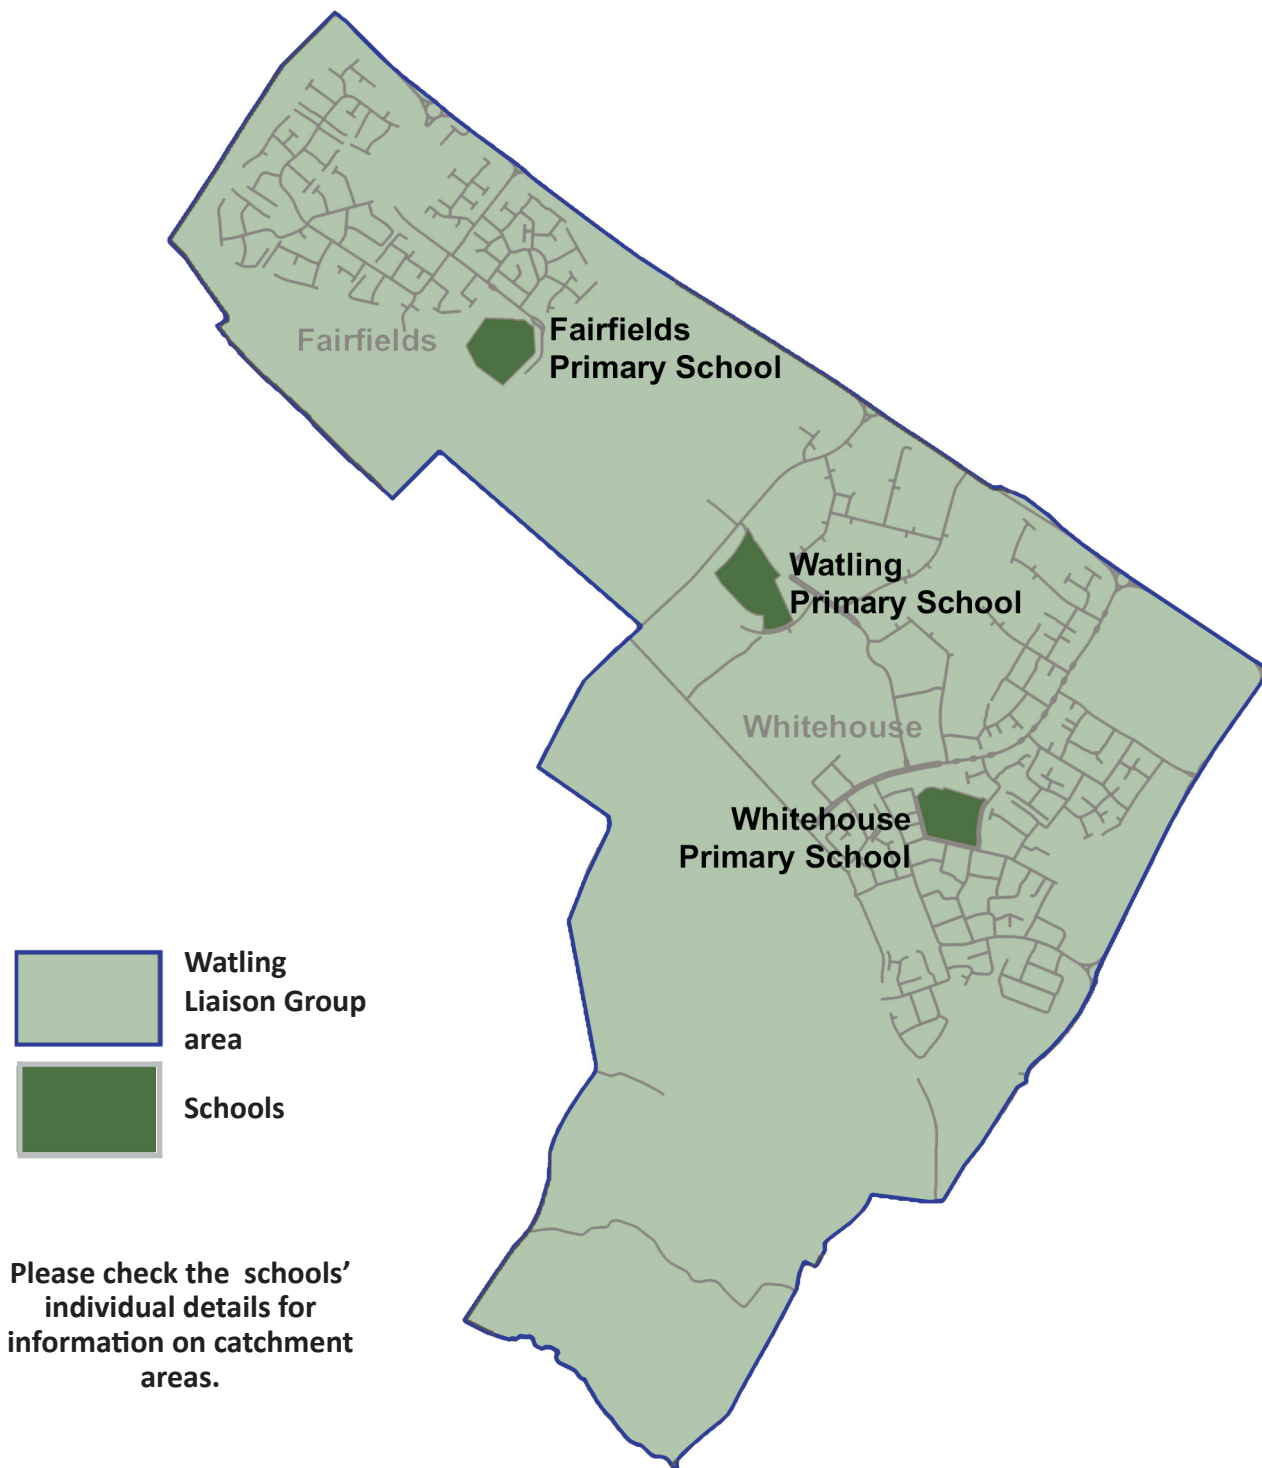 Fairfields
Fairfields
Primary School
Watling
Primary School
Whitehouse
Whitehouse
Primary School
Watling
Liaison Group
area
Schools
Please check the  schools’
individual details for
information on catchment
areas.